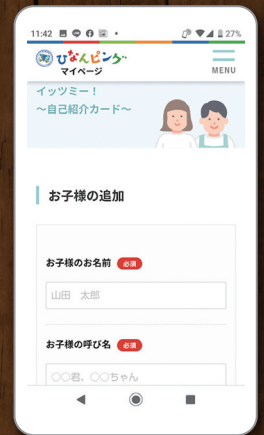 11:42
27%
ひなんピング
マイページ
MENU
イッツミー！
～自己紹介カード～
お子様の追加
お子様のお名前 必須
山田 太郎
お子様の呼び名 必須
○○君、○○ちゃん